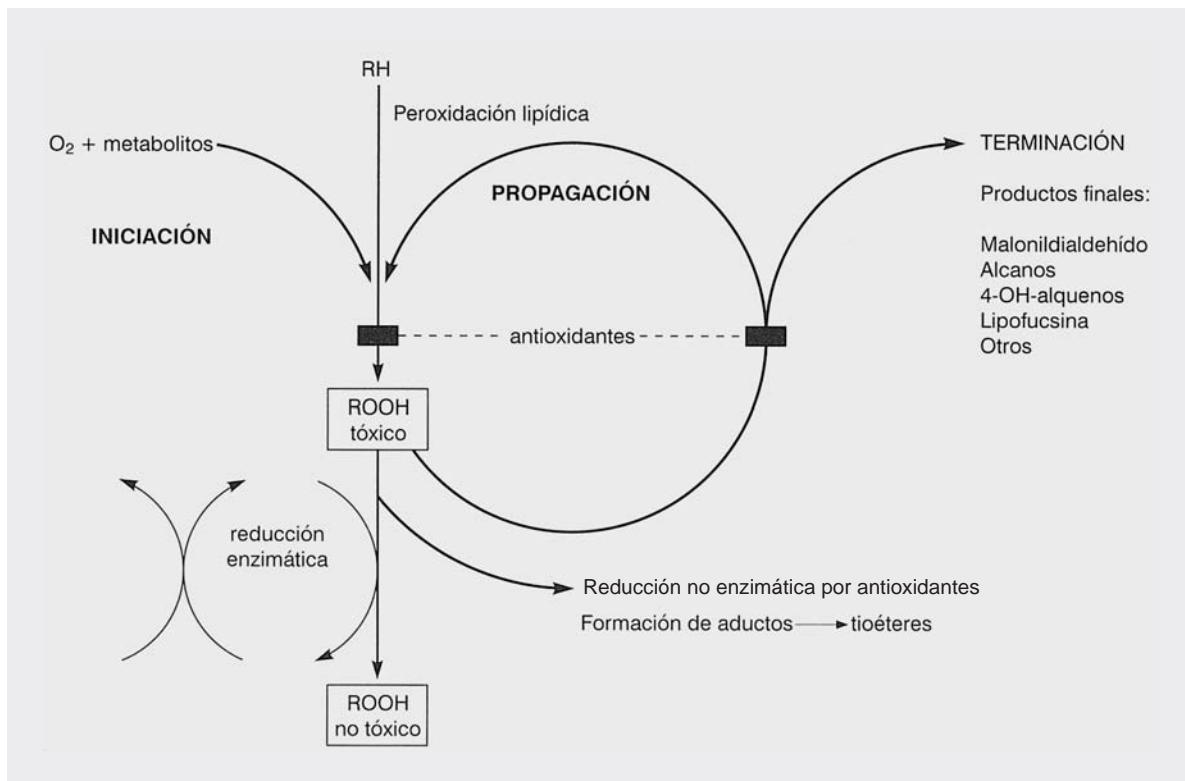 RH
Peroxidación lipídica
O₂ + metabolitos
TERMINACIÓN
PROPAGACIÓN
Productos finales:
INICIACIÓN
Malonildialdehído
Alcanos
4-OH-alquenos
Lipofucsina
Otros
antioxidantes
ROOH
tóxico
reducción
enzimática
Reducción no enzimática por antioxidantes
Formación de aductos → tioéteres
ROOH
no tóxico